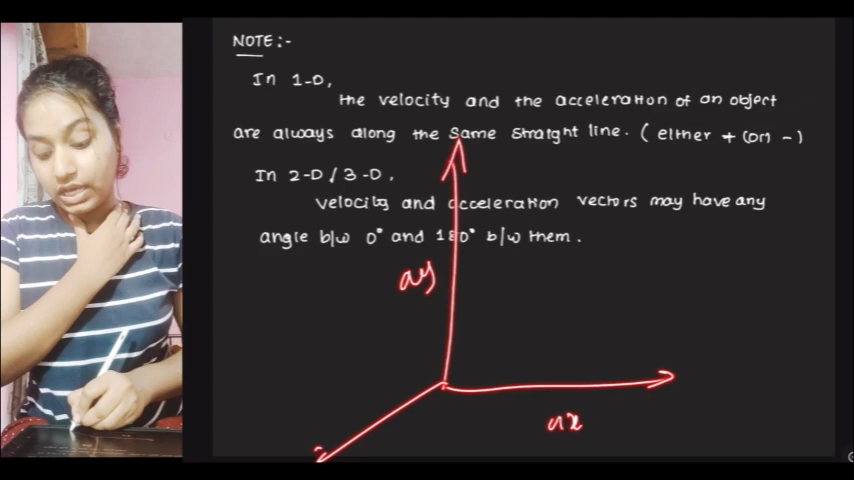 NOTE :-
In 1-D,
the velocity and the acceleration of an object
are always along the same straight line. ( either + (or) - )
In 2-D / 3-D,
velocity and acceleration vectors may have any
angle b/w 0° and 180° b/w them.
ay
ax